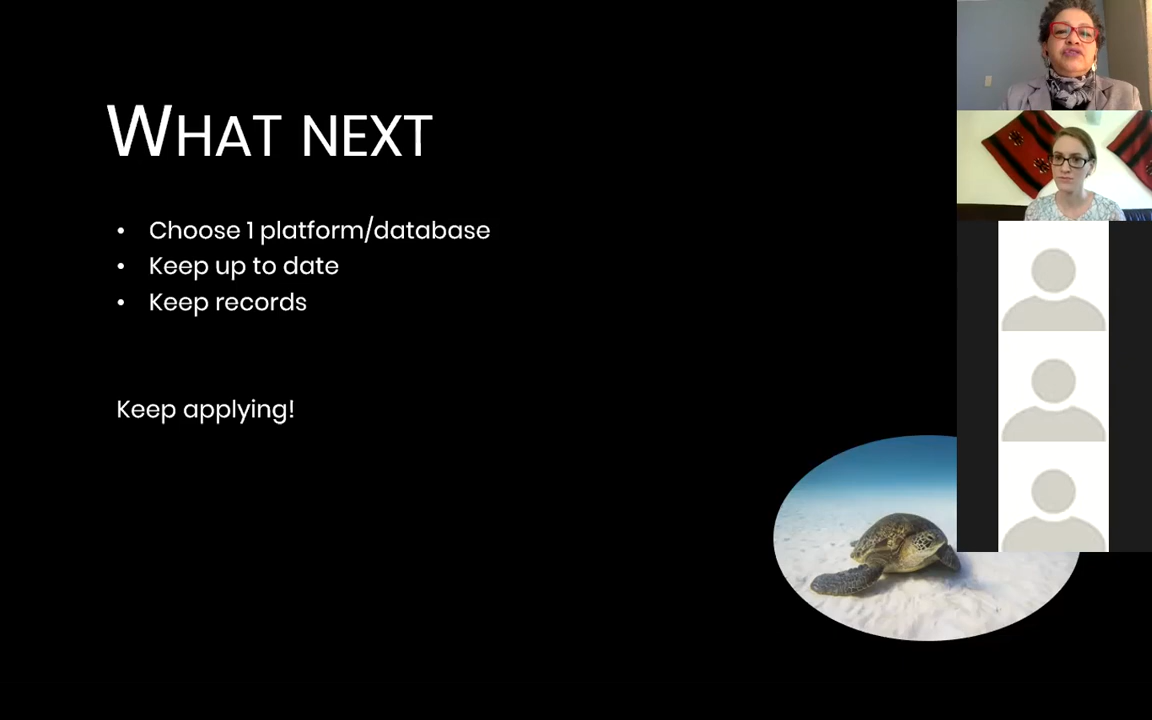 What next
• Choose 1 platform/database
• Keep up to date
• Keep records
Keep applying!